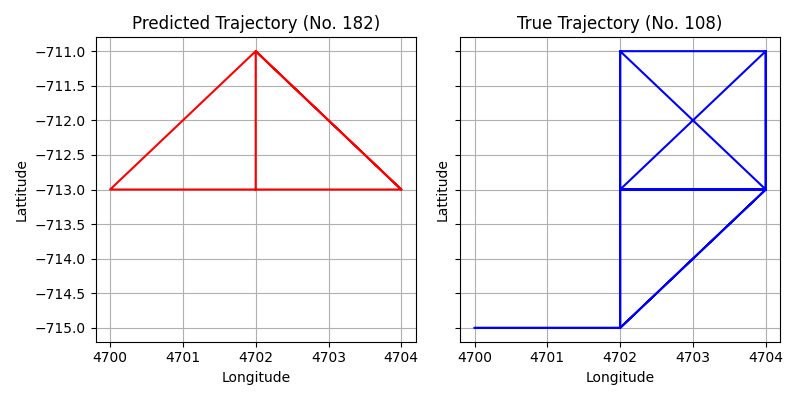 Predicted Trajectory (No. 182)
−711.0
−711.5
−712.0
−712.5
−713.0
−713.5
−714.0
−714.5
−715.0
Lattitude
4700 4701 4702 4703 4704
Longitude
True Trajectory (No. 108)
Lattitude
4700 4701 4702 4703 4704
Longitude